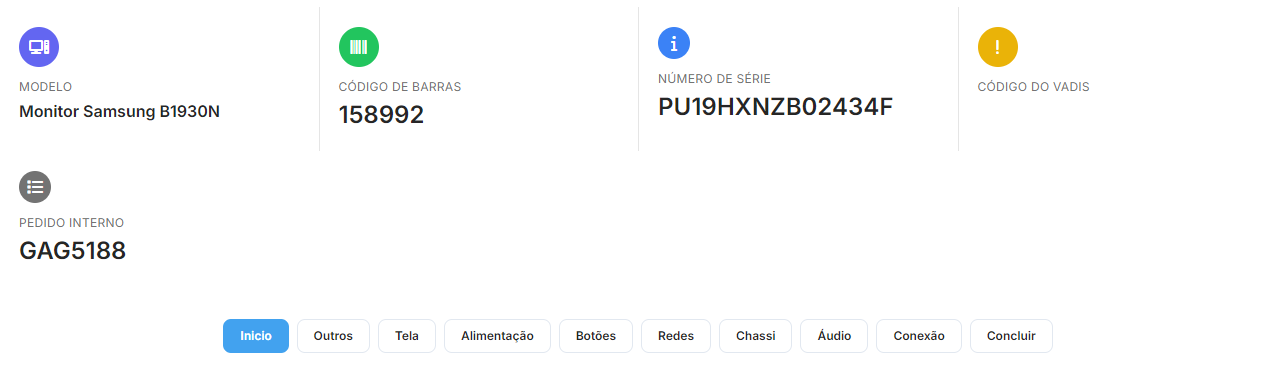 MODELO
Monitor Samsung B1930N
CÓDIGO DE BARRAS
158992
NÚMERO DE SÉRIE
PU19HXNZB02434F
CÓDIGO DO VADIS
PEDIDO INTERNO
GAG5188
Inicio Outros Tela Alimentação Botões Redes Chassi Áudio Conexão Concluir